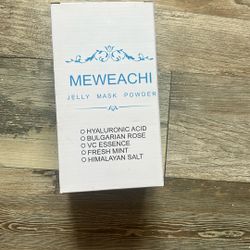 MEWEACHI
JELLY MASK POWDER
O HYALURONIC ACID
O BULGARIAN ROSE
O VC ESSENCE
O FRESH MINT
O HIMALAYAN SALT